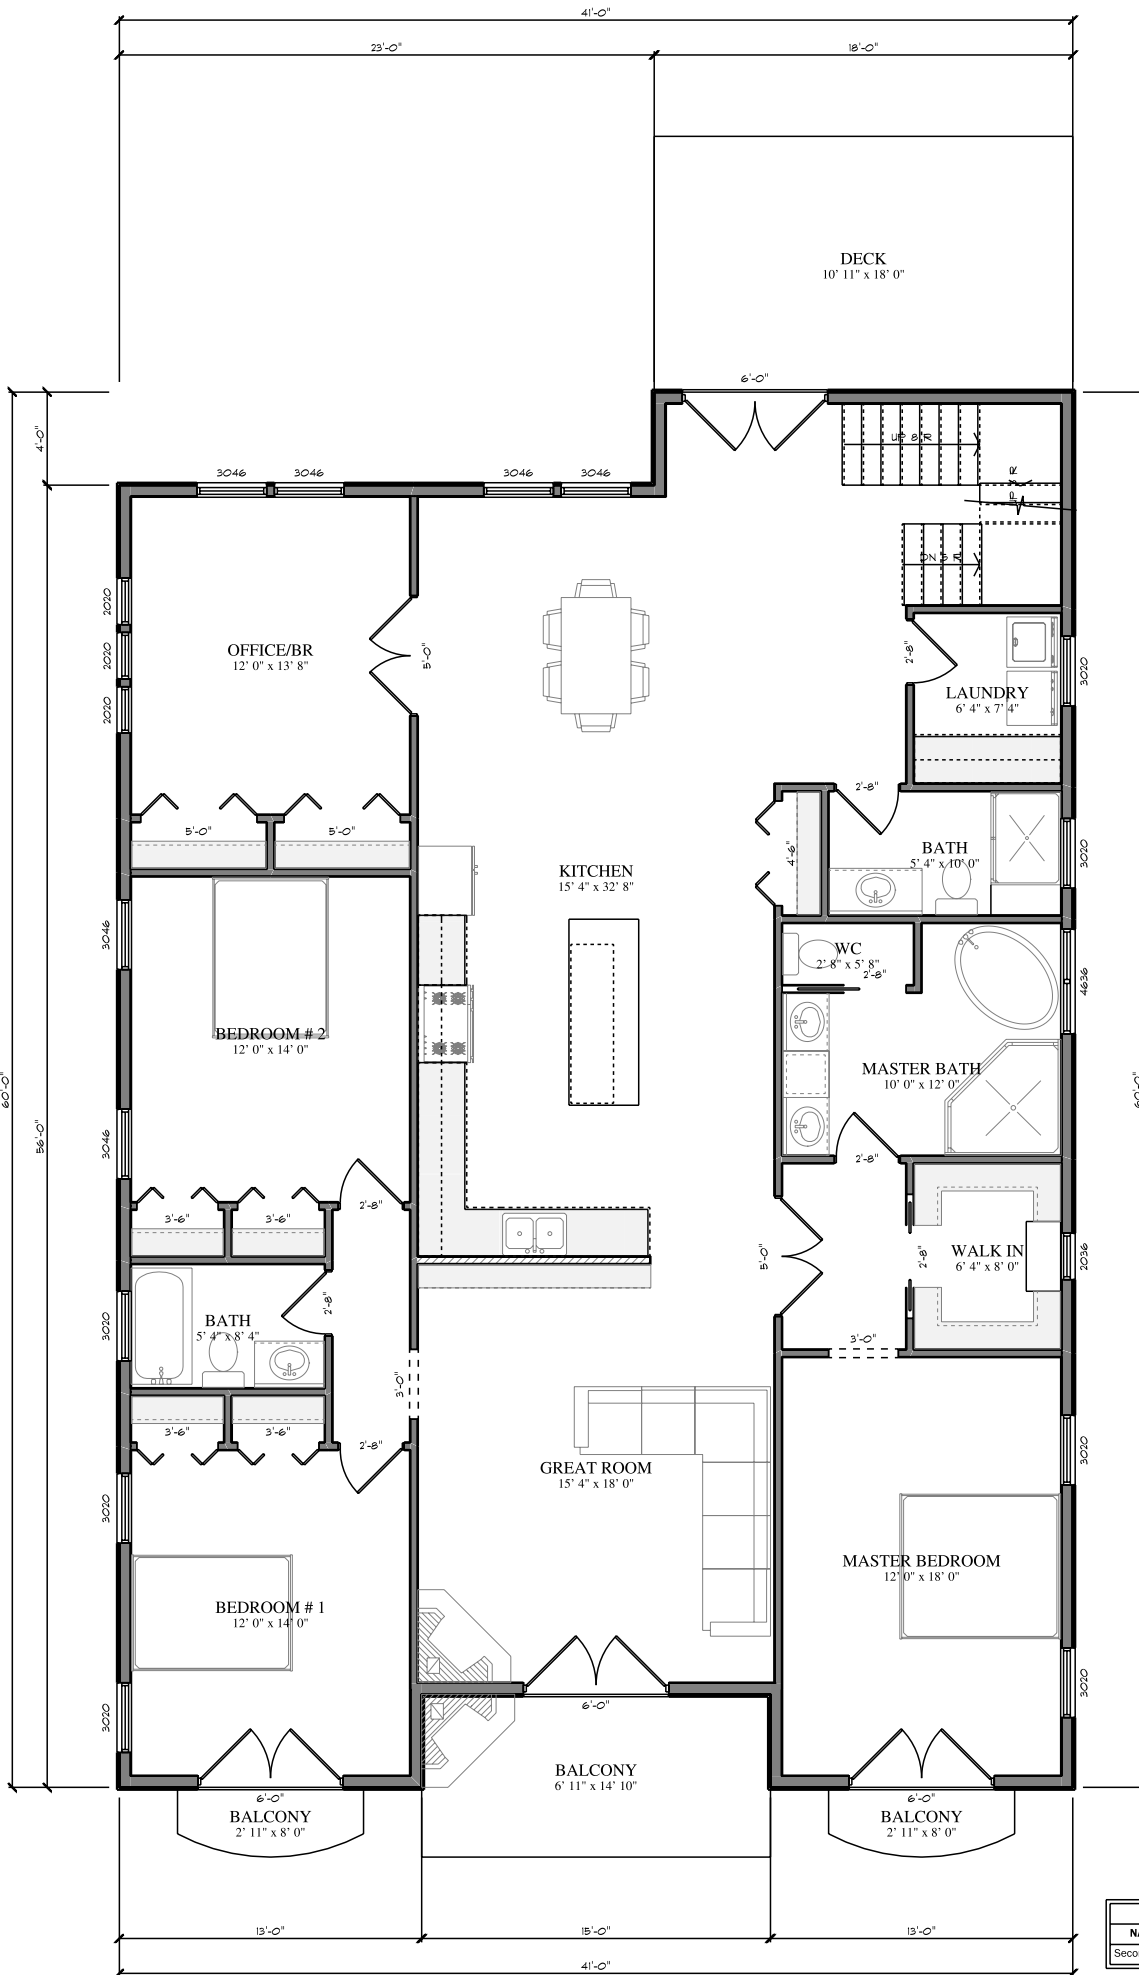 41'-0"
23'-0"
18'-0"
DECK
10' 11" x 18' 0"
6'-0"
4'-0"
UP 8 R
3046
3046
3046
3046
UP 3R
DN 5 R
2020
2020
2020
OFFICE/BR
12' 0" x 13' 8"
5'-0"
2'-8"
3020
LAUNDRY
6' 4" x 7' 4"
2'-8"
5'-0"
5'-0"
4'-6"
BATH
5' 4" x 10' 0"
3020
KITCHEN
15' 4" x 32' 8"
3046
WC
2' 8" x 5' 8"
2'-8"
4636
BEDROOM # 2
12' 0" x 14' 0"
MASTER BATH
10' 0" x 12' 0"
60'-0"
56'-0"
60'-0"
3046
2'-8"
2'-8"
3'-6"
3'-6"
5'-0"
2'-8"
WALK IN
6' 4" x 8' 0"
2036
3020
BATH
5' 4" x 8' 4"
2'-8"
3'-0"
3'-0"
3'-6"
3'-6"
2'-8"
3020
GREAT ROOM
15' 4" x 18' 0"
3020
MASTER BEDROOM
12' 0" x 18' 0"
BEDROOM # 1
12' 0" x 14' 0"
3020
3020
6'-0"
BALCONY
6' 11" x 14' 10"
6'-0"
BALCONY
2' 11" x 8' 0"
6'-0"
BALCONY
2' 11" x 8' 0"
13'-0"
15'-0"
13'-0"
41'-0"